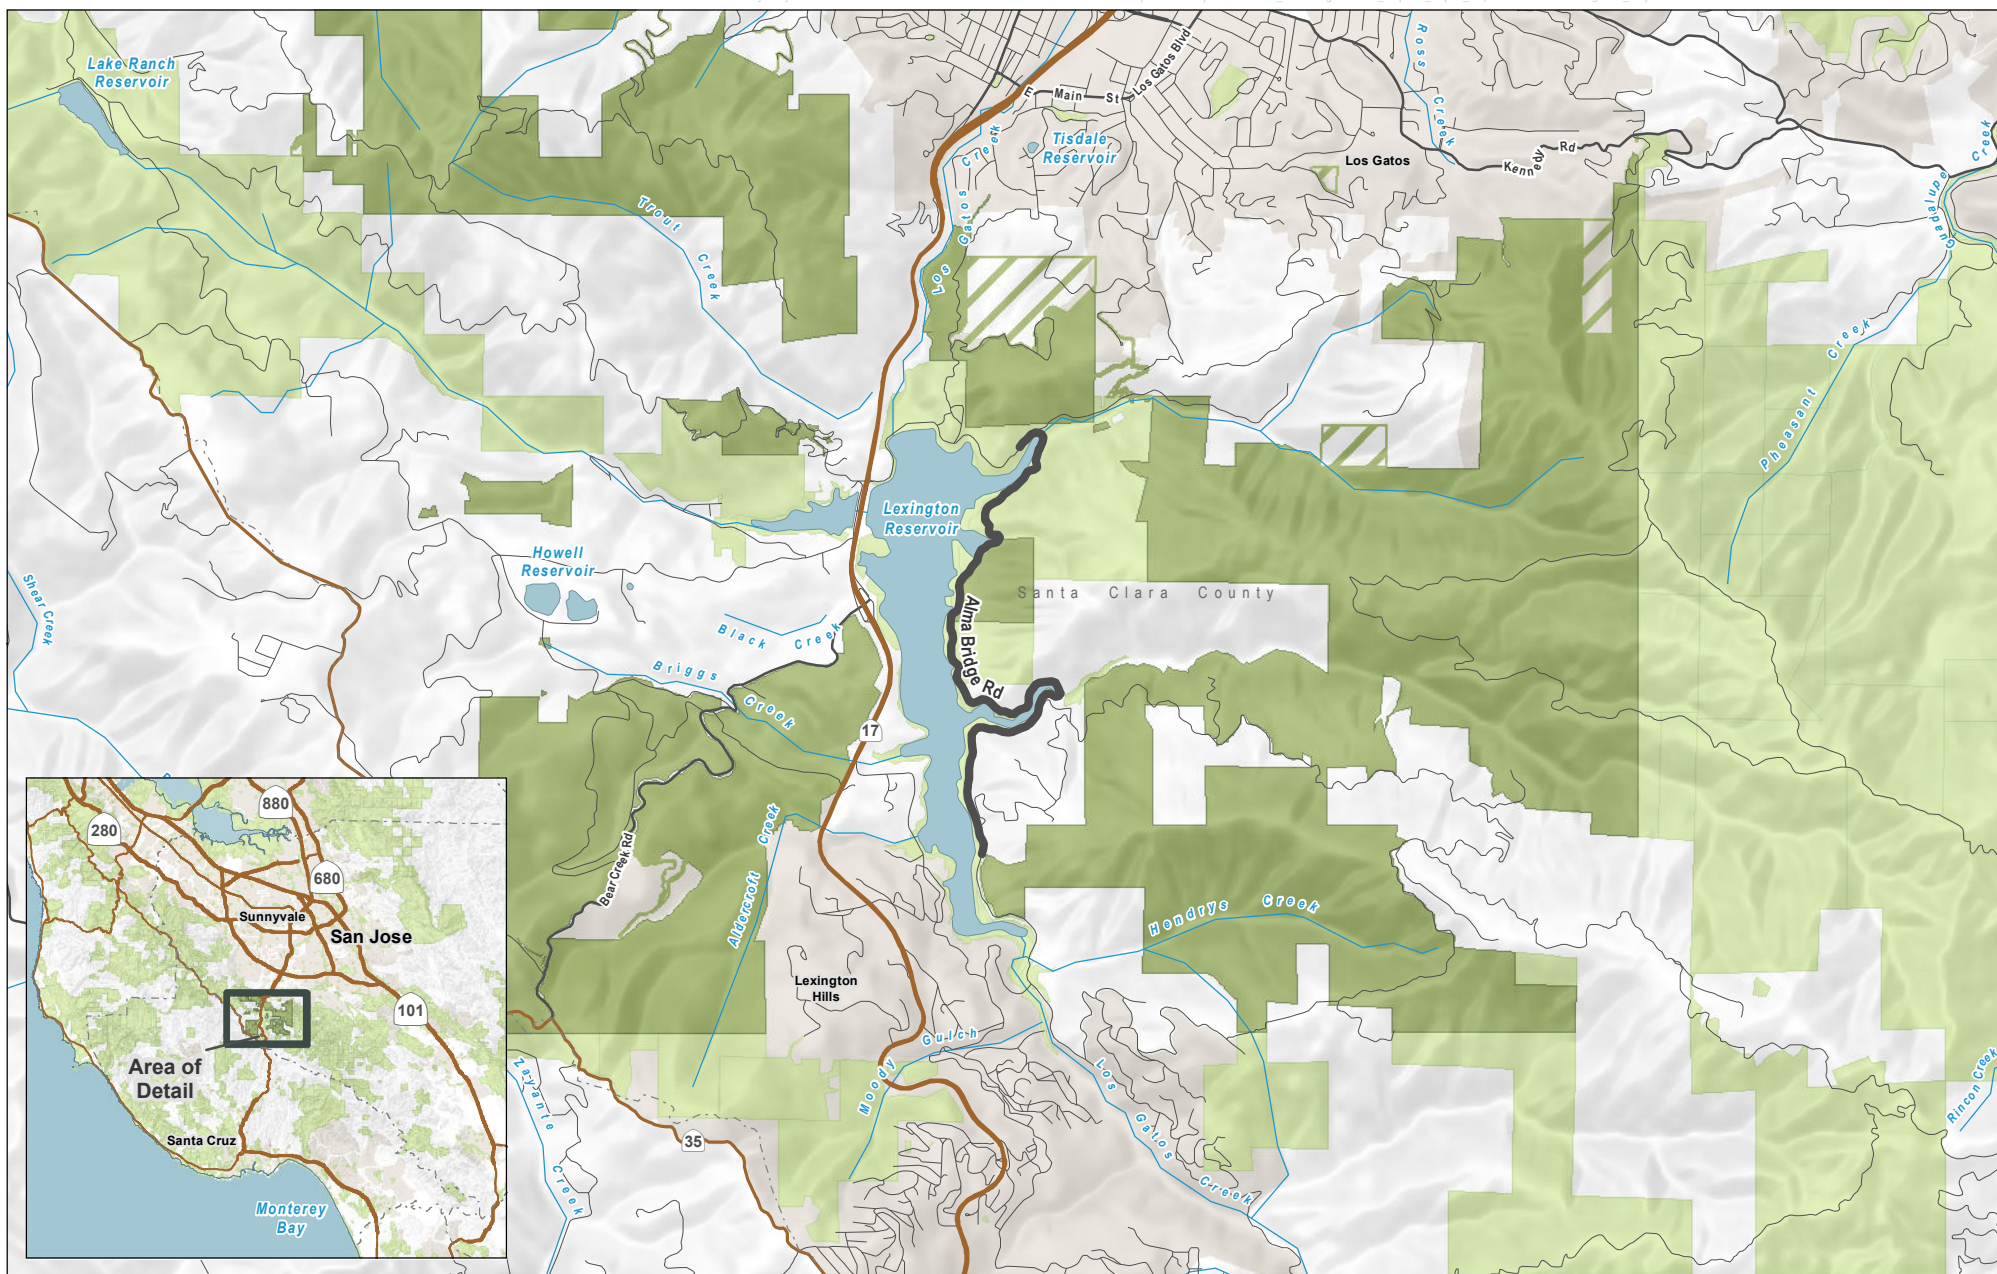 Lake Ranch
Reservoir
Ross
Creek
Los Gatos Blvd
E Main St
Tisdale
Reservoir
Los Gatos
Kennedy Rd
Guadalupe
Creek
Los Gatos Creek
Trout
Creek
Pheasant Creek
Lexington
Reservoir
Howell
Reservoir
Shear Creek
Santa Clara County
Alma Bridge Rd
Black Creek
Briggs
Creek
17
Bear Creek Rd
Aldercroft Creek
Hendrys Creek
Lexington
Hills
Moody Gulch
Los Gatos Creek
Zayante
Creek
35
Rincon Creek
880
280
680
Sunnyvale
San Jose
101
Area of
Detail
Santa Cruz
Monterey
Bay